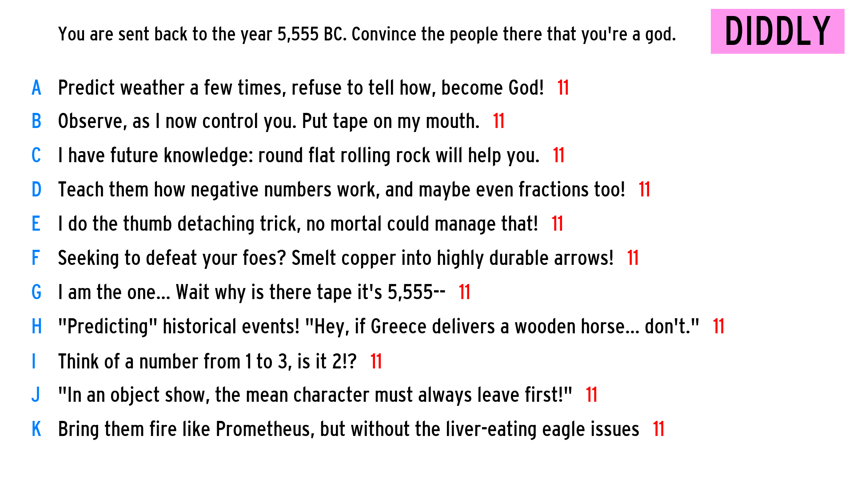 You are sent back to the year 5,555 BC. Convince the people there that you're a god.
DIDDLY
A Predict weather a few times, refuse to tell how, become God! 11
B Observe, as I now control you. Put tape on my mouth. 11
C I have future knowledge: round flat rolling rock will help you. 11
D Teach them how negative numbers work, and maybe even fractions too! 11
E I do the thumb detaching trick, no mortal could manage that! 11
F Seeking to defeat your foes? Smelt copper into highly durable arrows! 11
G I am the one... Wait why is there tape it's 5,555-- 11
H "Predicting" historical events! "Hey, if Greece delivers a wooden horse... don't." 11
I Think of a number from 1 to 3, is it 2!? 11
J "In an object show, the mean character must always leave first!" 11
K Bring them fire like Prometheus, but without the liver-eating eagle issues 11